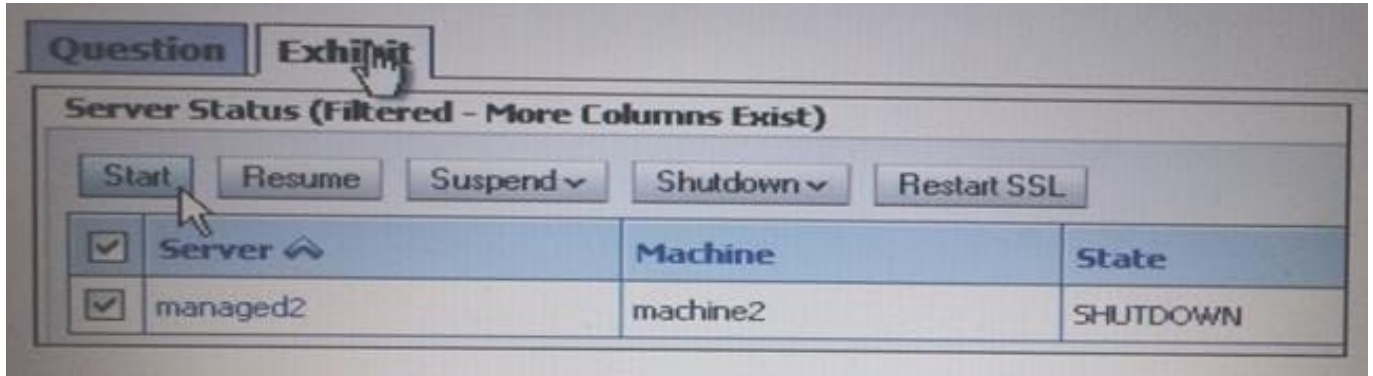 Question Exhibit
Server Status (Filtered - More Columns Exist)
Start Resume Suspend Shutdown Restart SSL
Server Machine State
managed2 machine2 SHUTDOWN